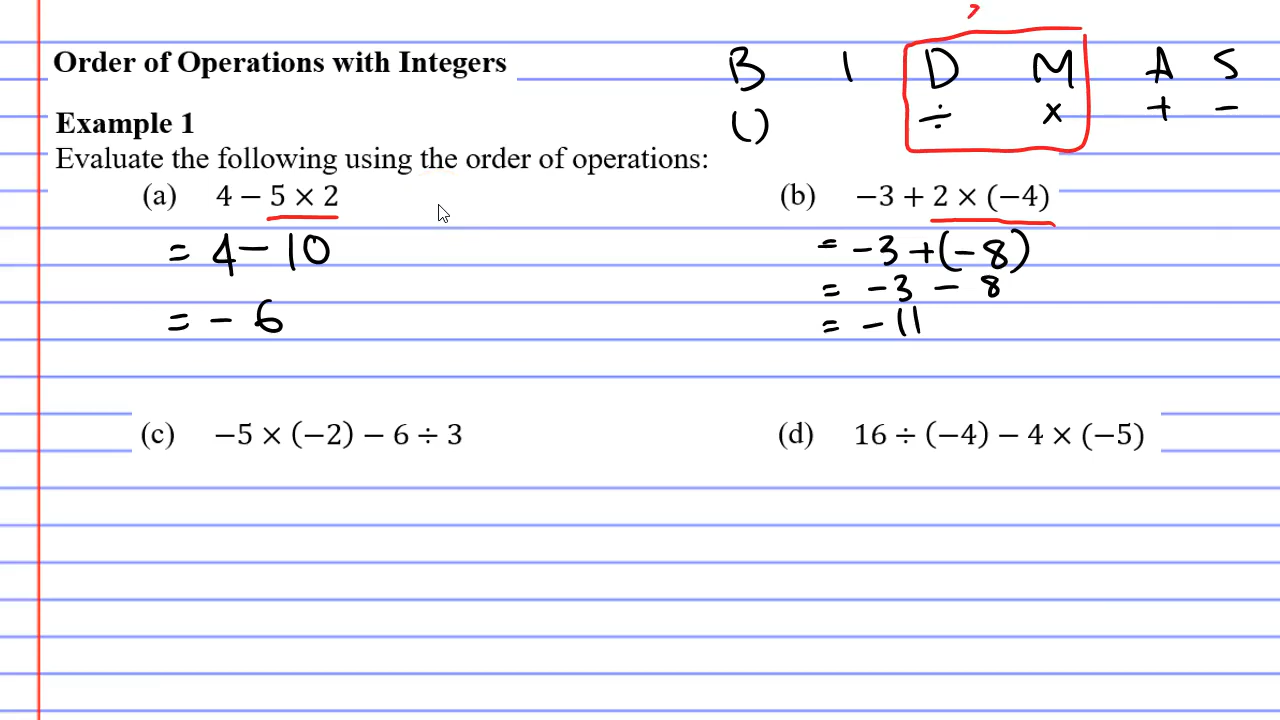 Order of Operations with Integers
B I D M A S
() ÷ × + −
Example 1
Evaluate the following using the order of operations:
(a) 4 − 5 × 2
= 4 − 10
= − 6
(b) −3 + 2 × (−4)
= −3 + (−8)
= −3 − 8
= −11
(c) −5 × (−2) − 6 ÷ 3
(d) 16 ÷ (−4) − 4 × (−5)